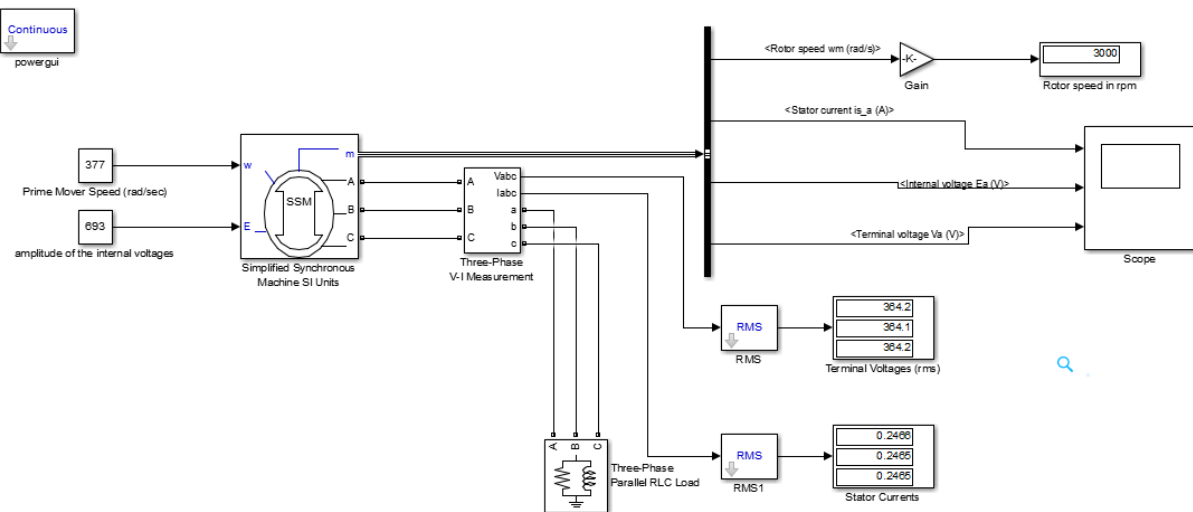 Continuous
powergui
<Rotor speed wm (rad/s)>
-K-
Gain
3000
Rotor speed in rpm
<Stator current is_a (A)>
<Internal voltage Ea (V)>
<Terminal voltage Va (V)>
Scope
377
Prime Mover Speed (rad/sec)
693
amplitude of the internal voltages
w
E
m
SSM
A
B
C
Simplified Synchronous
Machine SI Units
A
B
C
Vabc
Iabc
a
b
c
Three-Phase
V-I Measurement
RMS
RMS
364.2
364.1
364.2
Terminal Voltages (rms)
A B C
Three-Phase
Parallel RLC Load
RMS
RMS1
0.2466
0.2465
0.2465
Stator Currents